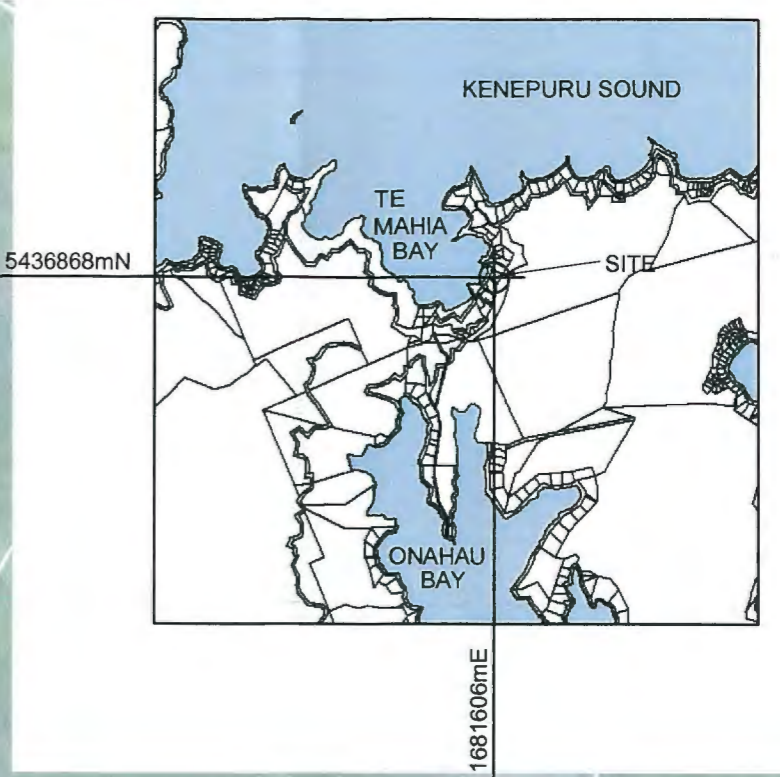 KENEPURU SOUND
TE
MAHIA
BAY
5436868mN
SITE
ONAHAU
BAY
1681606mE